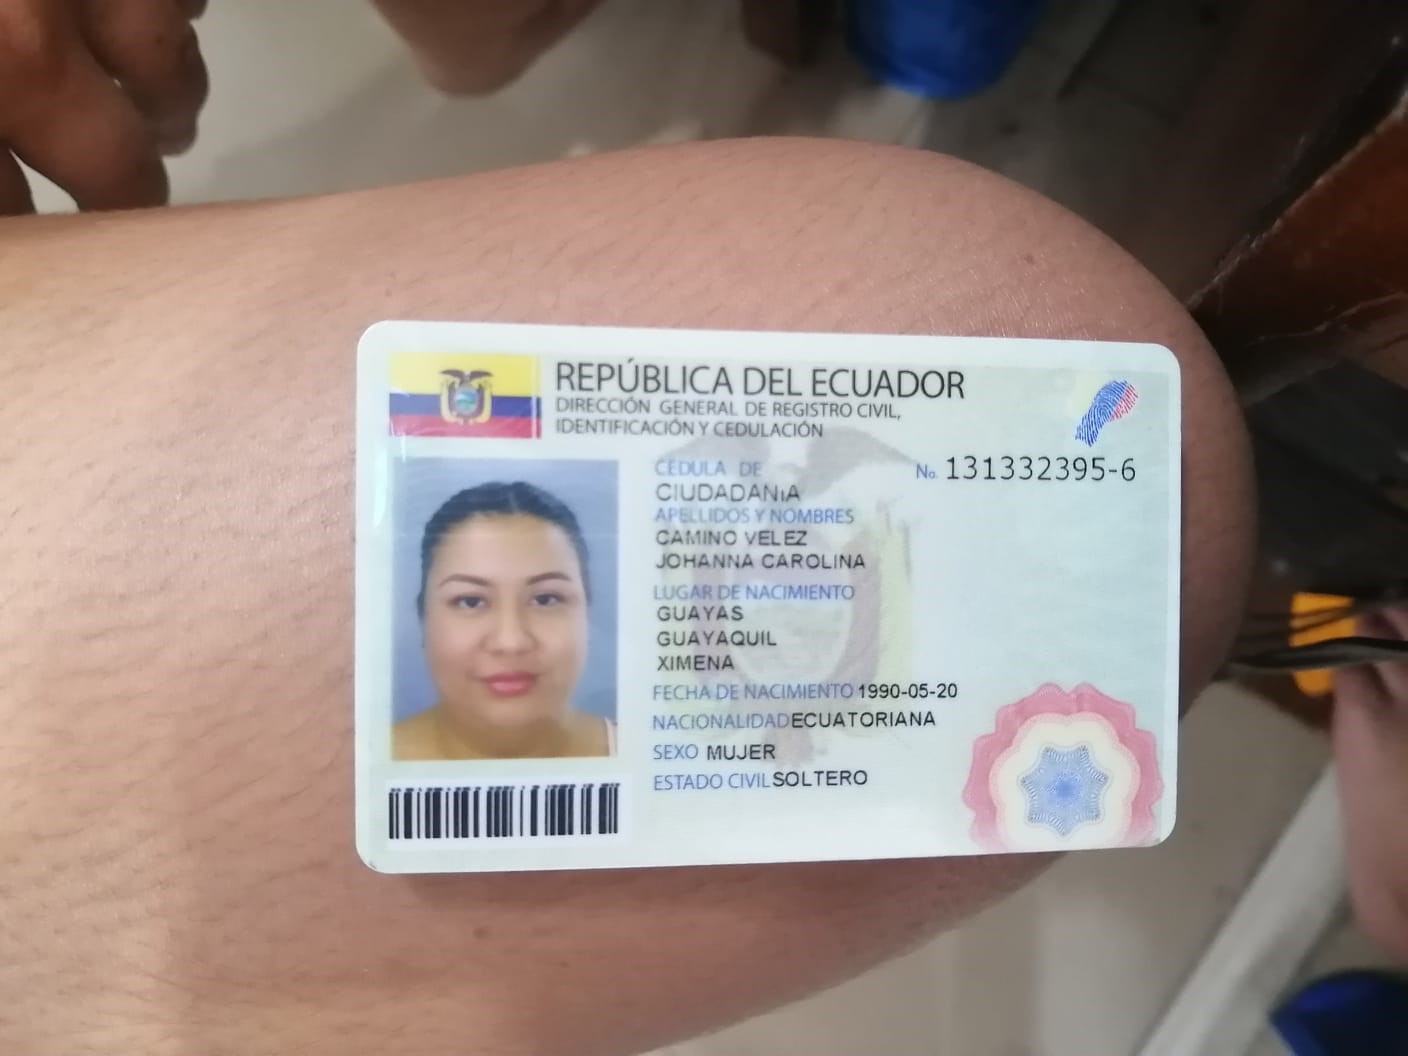 REPÚBLICA DEL ECUADOR
DIRECCIÓN GENERAL DE REGISTRO CIVIL,
IDENTIFICACIÓN Y CEDULACIÓN
CÉDULA DE
CIUDADANIA
No. 131332395-6
APELLIDOS Y NOMBRES
CAMINO VELEZ
JOHANNA CAROLINA
LUGAR DE NACIMIENTO
GUAYAS
GUAYAQUIL
XIMENA
FECHA DE NACIMIENTO 1990-05-20
NACIONALIDAD ECUATORIANA
SEXO MUJER
ESTADO CIVIL SOLTERO